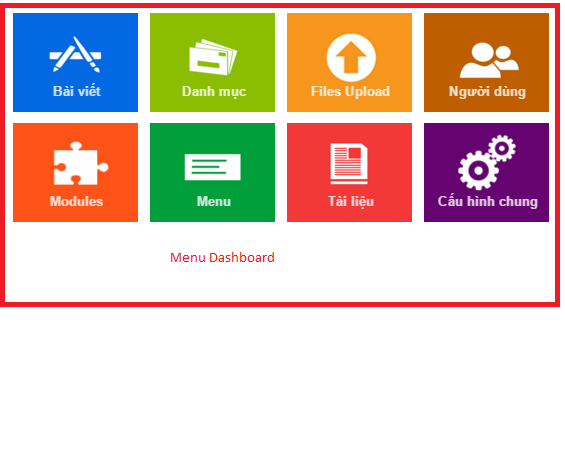 Bài viết
Danh mục
Files Upload
Người dùng
Modules
Menu
Tài liệu
Cấu hình chung
Menu Dashboard